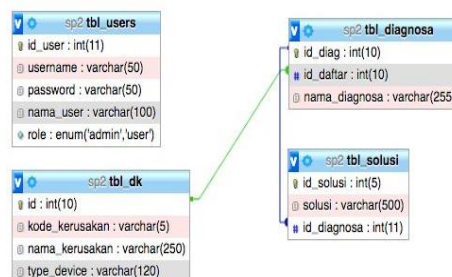 sp2 tbl_users
id_user : int(11)
username : varchar(50)
password : varchar(50)
nama_user : varchar(100)
role : enum('admin','user')
sp2 tbl_dk
id : int(10)
kode_kerusakan : varchar(5)
nama_kerusakan : varchar(250)
type_device : varchar(120)
sp2 tbl_diagnosa
id_diag : int(10)
# id_daftar : int(10)
nama_diagnosa : varchar(255
sp2 tbl_solusi
id_solusi : int(5)
solusi : varchar(500)
# id_diagnosa : int(11)